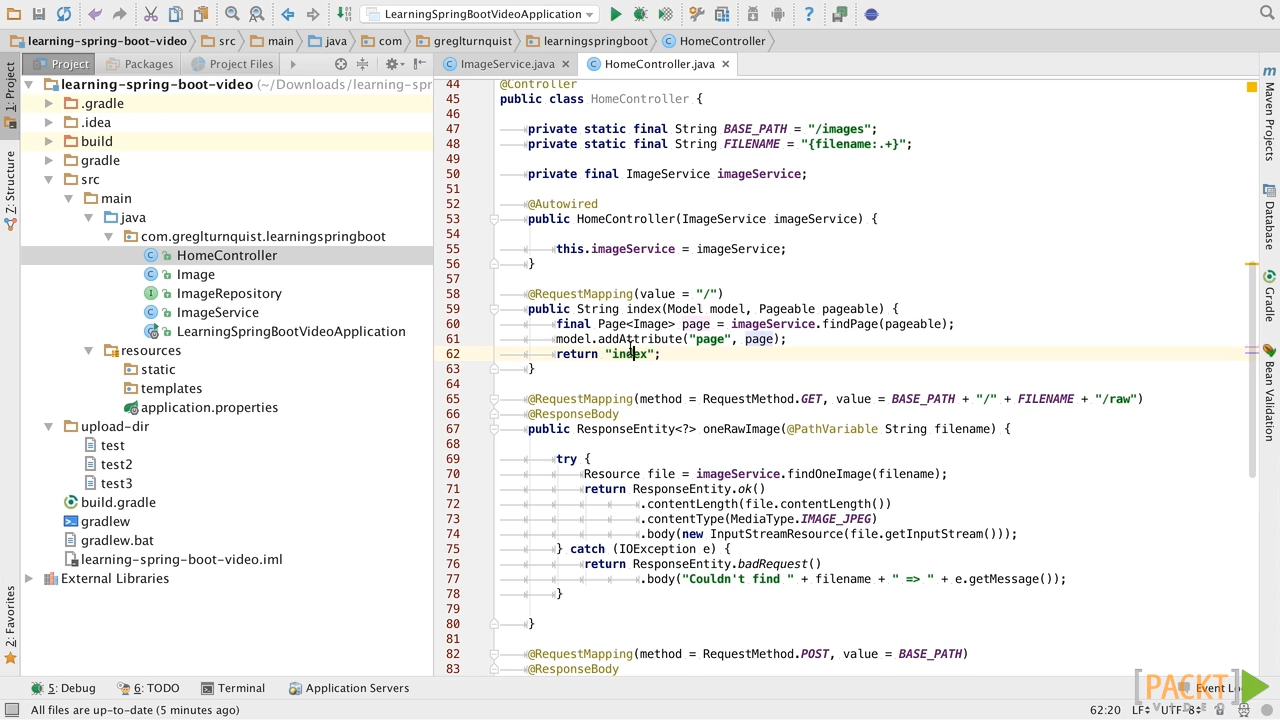 LearningSpringBootVideoApplication
learning-spring-boot-video src main java com greglturnquist learningspringboot HomeController
1: Project
Z: Structure
2: Favorites
Project Packages Project Files
learning-spring-boot-video (~/Downloads/learning-spr
.gradle
.idea
build
gradle
src
main
java
com.greglturnquist.learningspringboot
HomeController
Image
ImageRepository
ImageService
LearningSpringBootVideoApplication
resources
static
templates
application.properties
upload-dir
test
test2
test3
build.gradle
gradlew
gradlew.bat
learning-spring-boot-video.iml
External Libraries
ImageService.java HomeController.java
44 @Controller
45 public class HomeController {
46
47 private static final String BASE_PATH = "/images";
48 private static final String FILENAME = "{filename:.+}";
49
50 private final ImageService imageService;
51
52 @Autowired
53 public HomeController(ImageService imageService) {
54
55 this.imageService = imageService;
56 }
57
58 @RequestMapping(value = "/")
59 public String index(Model model, Pageable pageable) {
60 final Page<Image> page = imageService.findPage(pageable);
61 model.addAttribute("page", page);
62 return "index";
63 }
64
65 @RequestMapping(method = RequestMethod.GET, value = BASE_PATH + "/" + FILENAME + "/raw")
66 @ResponseBody
67 public ResponseEntity<?> oneRawImage(@PathVariable String filename) {
68
69 try {
70 Resource file = imageService.findOneImage(filename);
71 return ResponseEntity.ok()
72 .contentLength(file.contentLength())
73 .contentType(MediaType.IMAGE_JPEG)
74 .body(new InputStreamResource(file.getInputStream()));
75 } catch (IOException e) {
76 return ResponseEntity.badRequest()
77 .body("Couldn't find " + filename + " => " + e.getMessage());
78 }
79
80 }
81
82 @RequestMapping(method = RequestMethod.POST, value = BASE_PATH)
83 @ResponseBody
Maven Projects
Database
Gradle
Bean Validation
5: Debug 6: TODO Terminal Application Servers Event Lo
PACKT
VIDEO
All files are up-to-date (5 minutes ago) 62:20 LF UTF-8